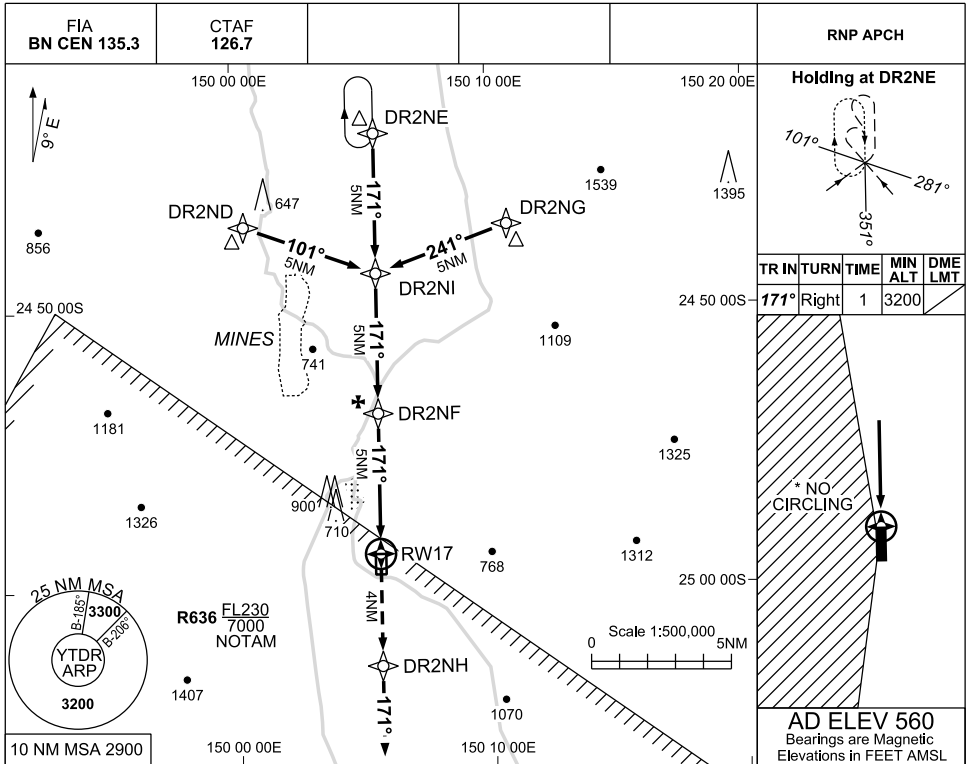 FIA
BN CEN 135.3
CTAF
126.7
RNP APCH
150 00 00E
150 10 00E
150 20 00E
9° E
DR2NE
171°
5NM
1539
1395
647
DR2ND
DR2NG
856
101°
5NM
241°
5NM
DR2NI
24 50 00S
24 50 00S
MINES
171°
5NM
741
1109
DR2NF
1181
171°
5NM
1325
900
710
1326
RW17
768
1312
25 00 00S
25 NM MSA
B-185°
3300
B-206°
YTDR
ARP
3200
R636 FL230
7000
NOTAM
4NM
Scale 1:500,000
0
5NM
DR2NH
1407
171°
1070
10 NM MSA 2900
150 00 00E
150 10 00E
Holding at DR2NE
101°
281°
351°
TR IN TURN TIME MIN ALT DME LMT
171° Right 1 3200
* NO
CIRCLING
AD ELEV 560
Bearings are Magnetic
Elevations in FEET AMSL